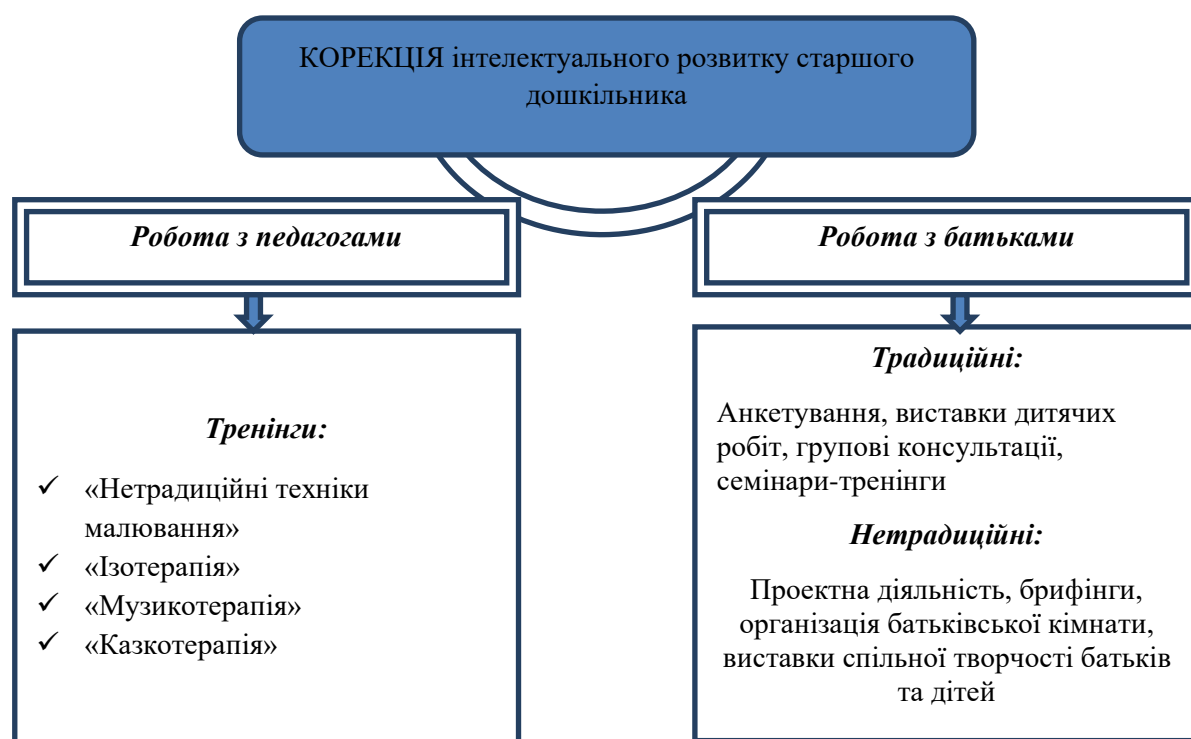 КОРЕКЦІЯ інтелектуального розвитку старшого
дошкільника
Робота з педагогами
Тренінги:
✓ «Нетрадиційні техніки
малювання»
✓ «Ізотерапія»
✓ «Музикотерапія»
✓ «Казкотерапія»
Робота з батьками
Традиційні:
Анкетування, виставки дитячих
робіт, групові консультації,
семінари-тренінги
Нетрадиційні:
Проектна діяльність, брифінги,
організація батьківської кімнати,
виставки спільної творчості батьків
та дітей